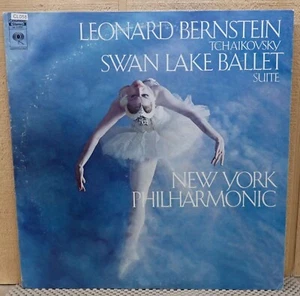 LEONARD BERNSTEIN
TCHAIKOVSKY
SWAN LAKE BALLET
SUITE
NEW YORK
PHILHARMONIC